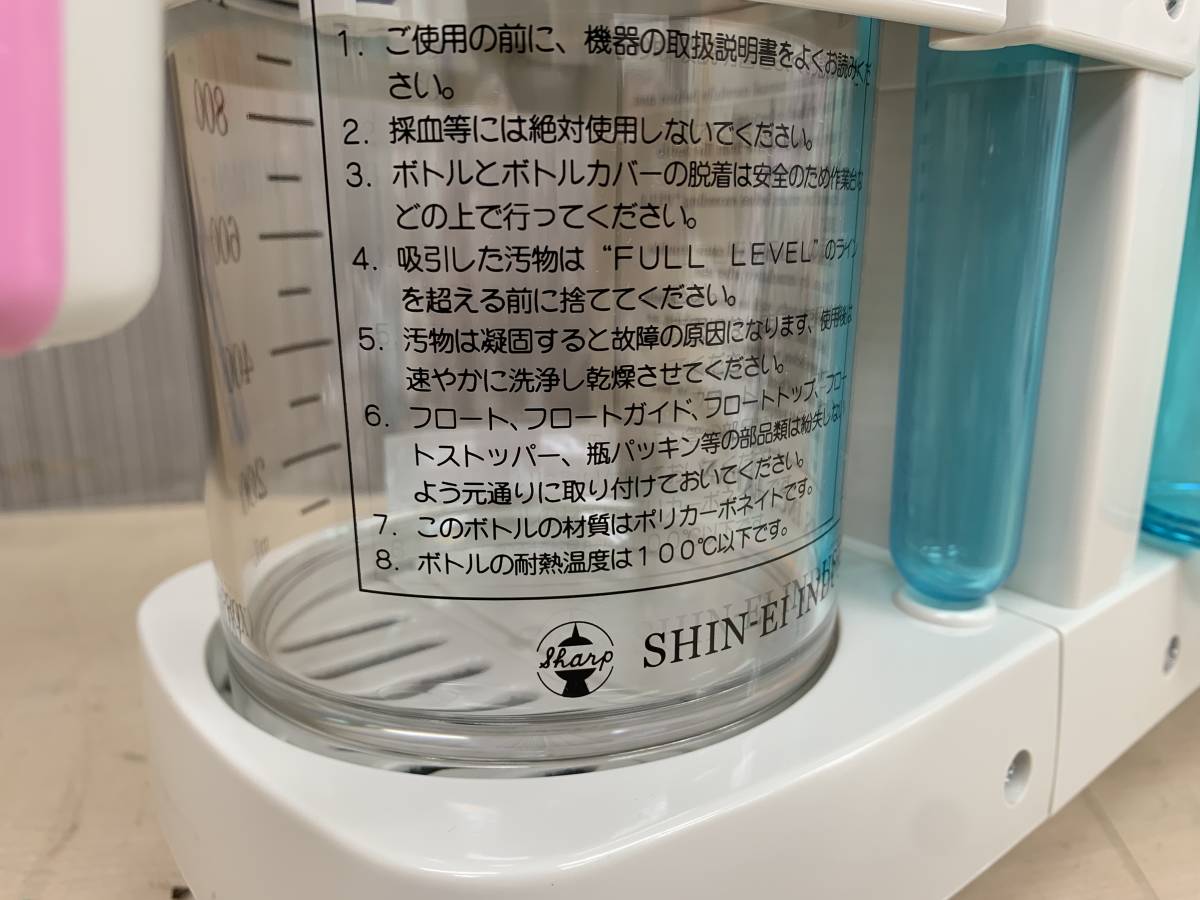 1. ご使用の前に、機器の取扱説明書をよくお読みくだ
さい。
2. 採血等には絶対使用しないでください。
3. ボトルとボトルカバーの脱着は安全のため作業台な
どの上で行ってください。
4. 吸引した汚物は“FULL LEVEL”のライン
を超える前に捨ててください。
5. 汚物は凝固すると故障の原因になります、使用後は
速やかに洗浄し乾燥させてください。
6. フロート、フロートガイド、フロートトップ、フロー
トストッパー、瓶パッキン等の部品類は紛失しない
よう元通りに取り付けておいてください。
7. このボトルの材質はポリカーボネイトです。
8. ボトルの耐熱温度は100℃以下です。
Sharp
SHIN-EI INDUS
800
600
400
200